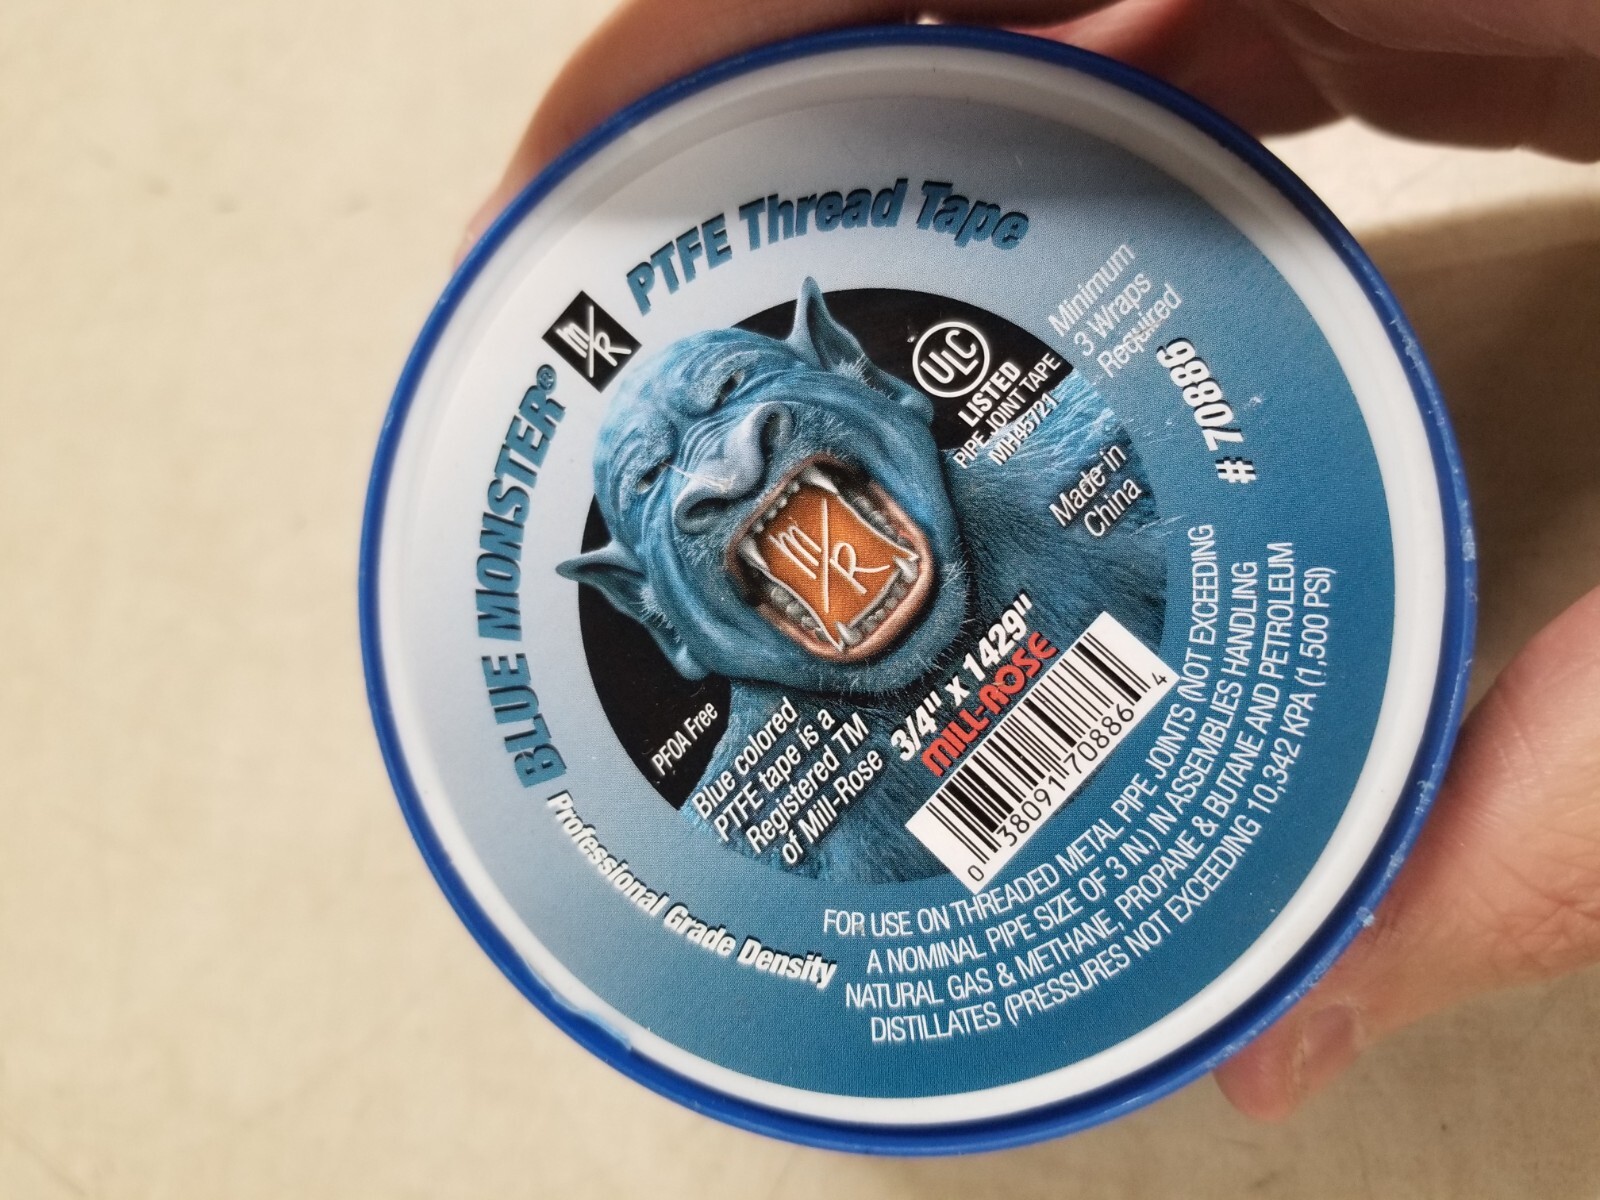 BLUE MONSTER®
M/R
PTFE Thread Tape
Minimum
3 Wraps
Required
# 70886
ULC
LISTED
PIPE JOINT TAPE
MH45721
Made in
China
M/R
PFOA Free
Blue colored
PTFE tape is a
Registered TM
of Mill-Rose
3/4" x 1429"
MILL-ROSE
0 38091 70886 4
Professional Grade Density
FOR USE ON THREADED METAL PIPE JOINTS (NOT EXCEEDING
A NOMINAL PIPE SIZE OF 3 IN.) IN ASSEMBLIES HANDLING
NATURAL GAS & METHANE, PROPANE & BUTANE AND PETROLEUM
DISTILLATES (PRESSURES NOT EXCEEDING 10,342 KPA (1,500 PSI)